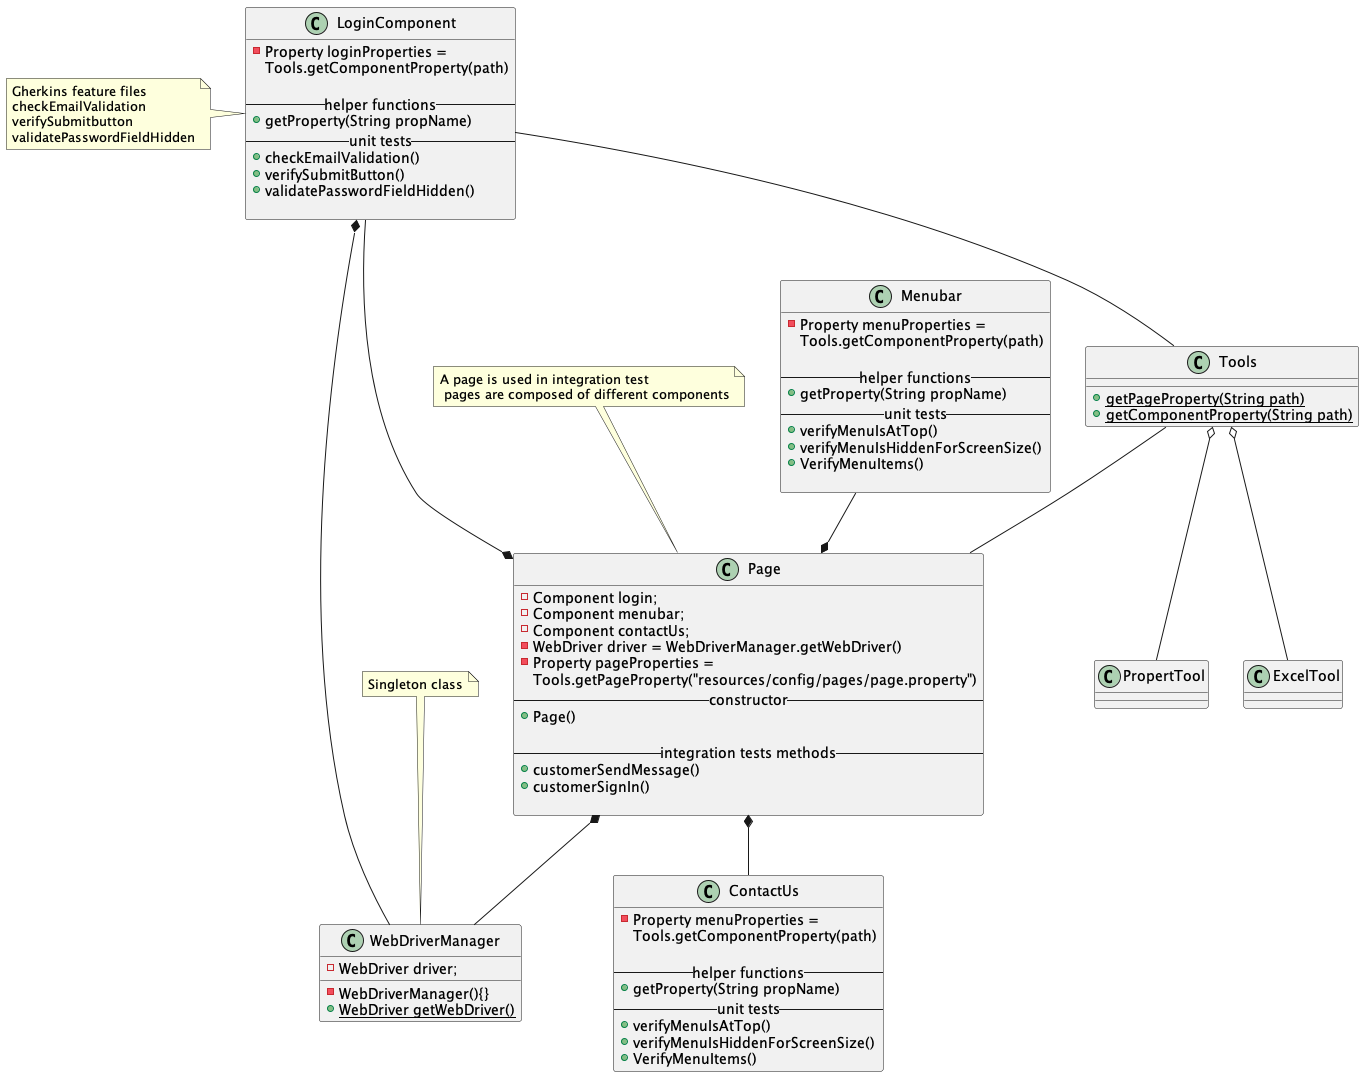 LoginComponent
Property loginProperties =
Tools.getComponentProperty(path)
helper functions
getProperty(String propName)
unit tests
checkEmailValidation()
verifySubmitButton()
validatePasswordFieldHidden()
Gherkins feature files
checkEmailValidation
verifySubmitbutton
validatePasswordFieldHidden
Menubar
Property menuProperties =
Tools.getComponentProperty(path)
helper functions
getProperty(String propName)
unit tests
verifyMenuIsAtTop()
verifyMenuIsHiddenForScreenSize()
VerifyMenuItems()
Tools
getPageProperty(String path)
getComponentProperty(String path)
A page is used in integration test
pages are composed of different components
Page
Component login;
Component menubar;
Component contactUs;
WebDriver driver = WebDriverManager.getWebDriver()
Property pageProperties =
Tools.getPageProperty("resources/config/pages/page.property")
constructor
Page()
integration tests methods
customerSendMessage()
customerSignIn()
PropertTool
ExcelTool
Singleton class
WebDriverManager
WebDriver driver;
WebDriverManager(){}
WebDriver getWebDriver()
ContactUs
Property menuProperties =
Tools.getComponentProperty(path)
helper functions
getProperty(String propName)
unit tests
verifyMenuIsAtTop()
verifyMenuIsHiddenForScreenSize()
VerifyMenuItems()